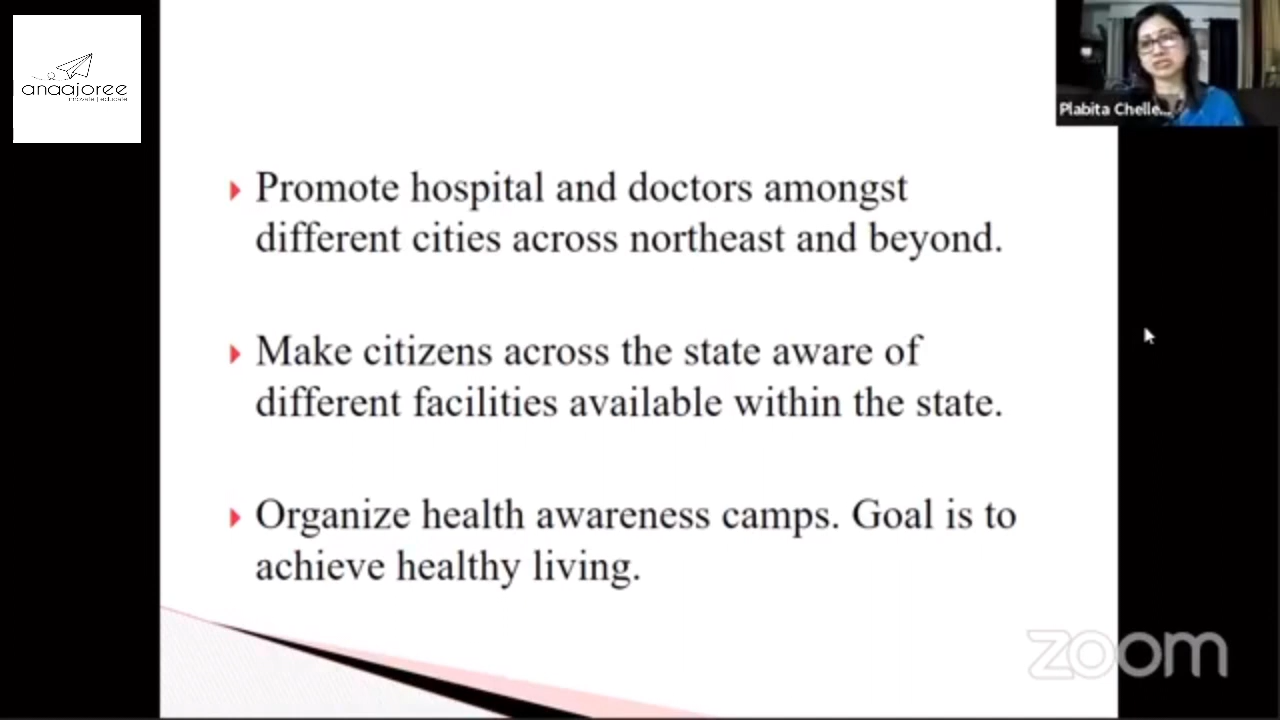 anaajoree
Plabita Chelle...
Promote hospital and doctors amongst
different cities across northeast and beyond.
Make citizens across the state aware of
different facilities available within the state.
Organize health awareness camps. Goal is to
achieve healthy living.
zoom